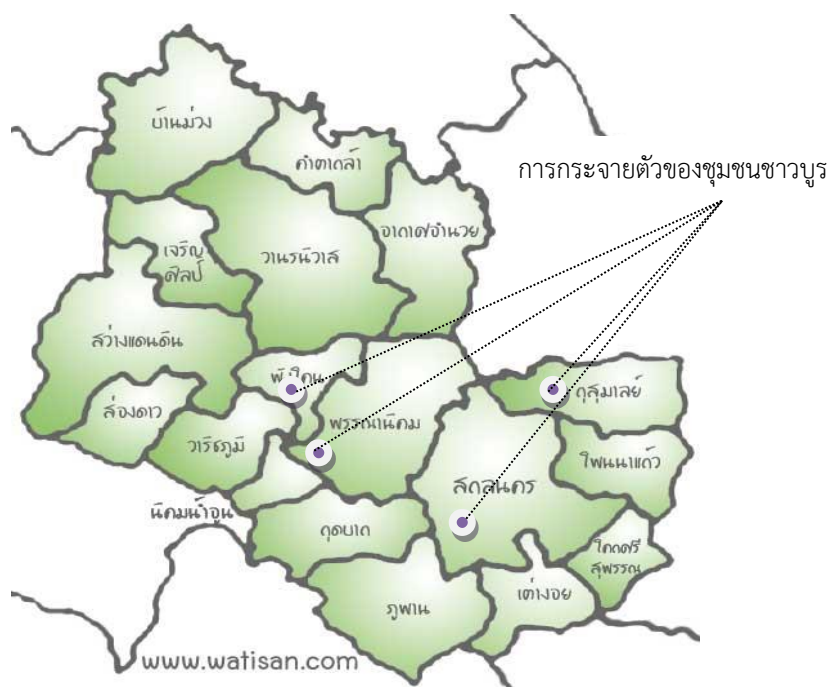 บ้านม่วง
คำตากล้า
การกระจายตัวของชุมชนชาวบูร
อากาศอำนวย
เจริญ
ศิลป์
วานรนิวาส
สว่างแดนดิน
พังโคน
กุสุมาลย์
ส่องดาว
พรรณานิคม
วาริชภูมิ
โพนนาแก้ว
สกลนคร
นิคมน้ำอูน
กุดบาก
โคกศรี
สุพรรณ
เต่างอย
ภูพาน
www.watisan.com